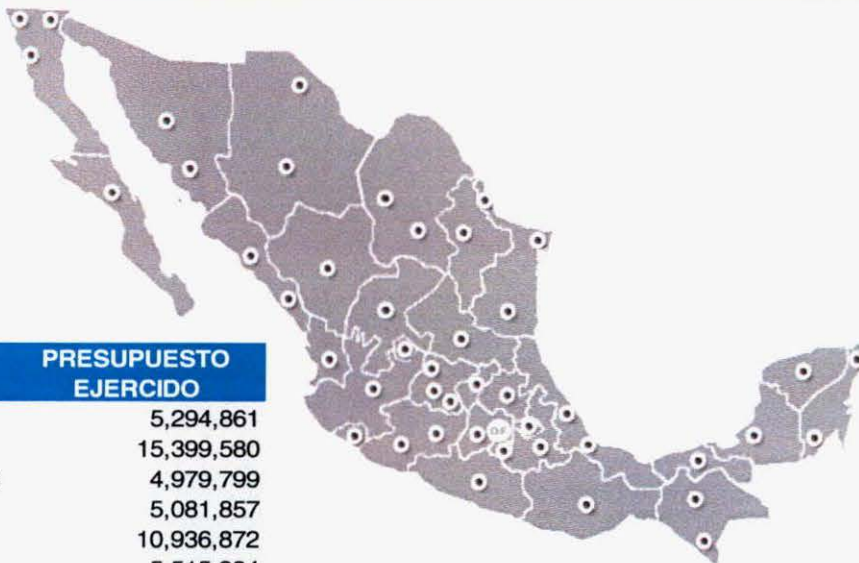 PRESUPUESTO
EJERCIDO
5,294,861
15,399,580
4,979,799
5,081,857
10,936,872
D.F.